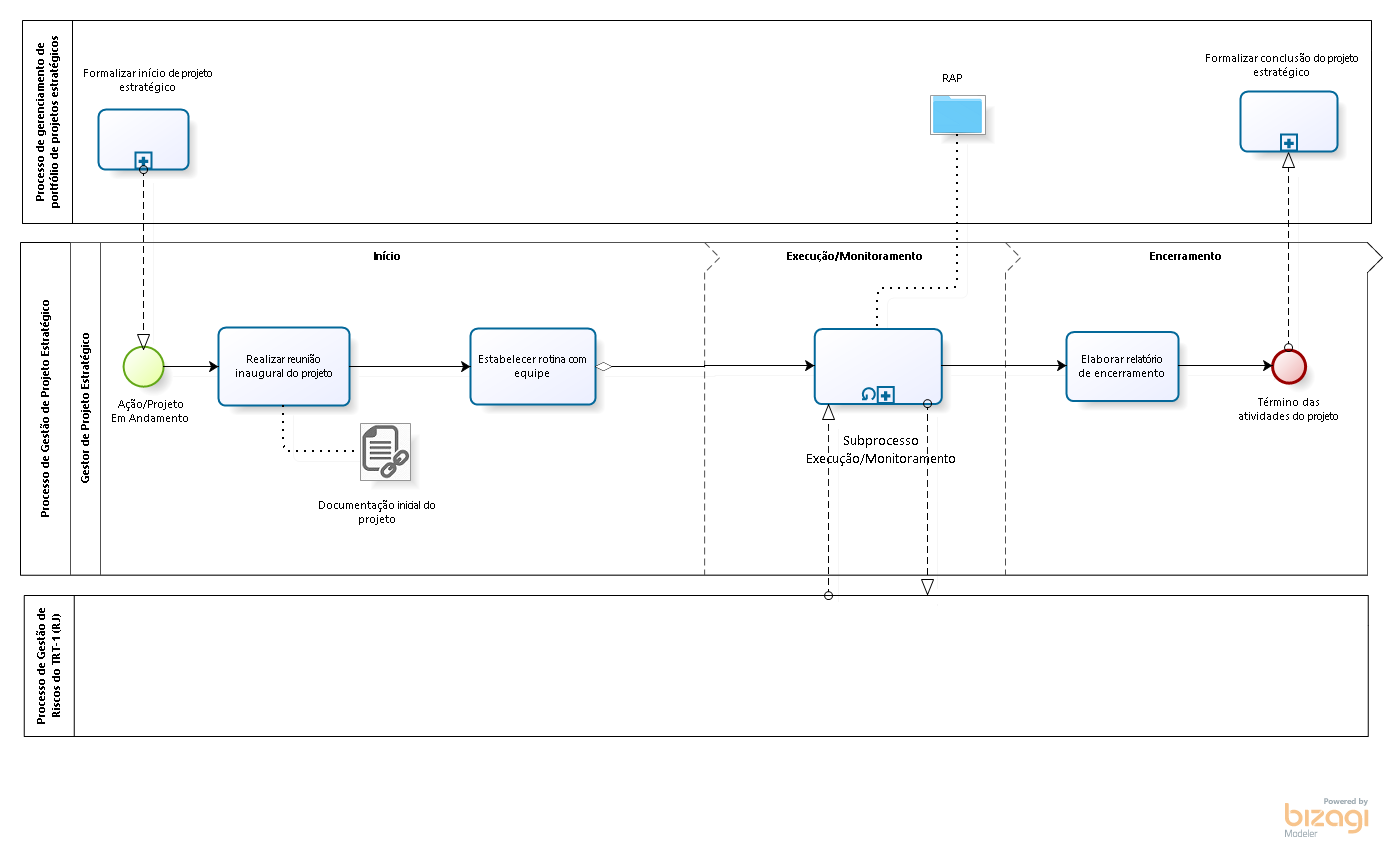 Processo de gerenciamento de
portfólio de projetos estratégicos
Formalizar início de projeto
estratégico
RAP
Formalizar conclusão do projeto
estratégico
Processo de Gestão de Projeto Estratégico
Gestor de Projeto Estratégico
Início
Execução/Monitoramento
Encerramento
Ação/Projeto
Em Andamento
Realizar reunião
inaugural do projeto
Estabelecer rotina com
equipe
Documentação inicial do
projeto
Subprocesso
Execução/Monitoramento
Elaborar relatório
de encerramento
Término das
atividades do projeto
Processo de Gestão de
Riscos do TRT-1 (RJ)
Powered by
bizagi
Modeler